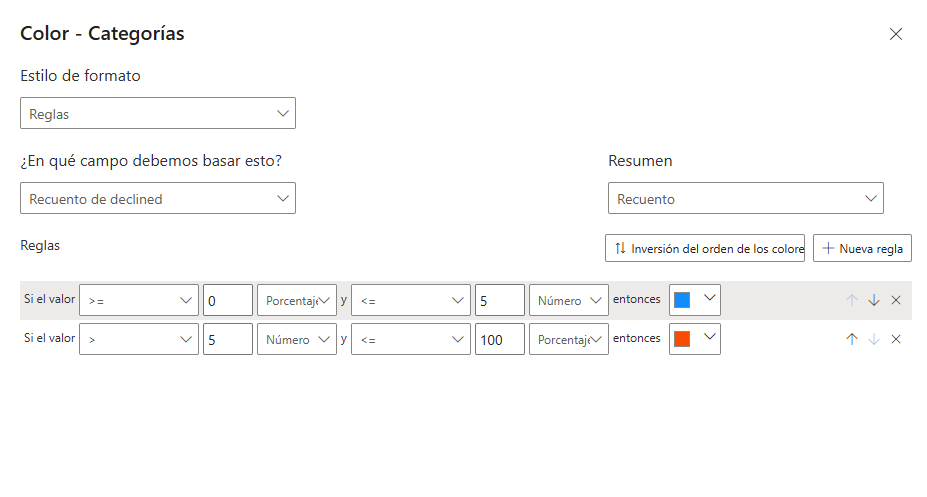 Color - Categorías
Estilo de formato
Reglas
¿En qué campo debemos basar esto?
Resumen
Recuento de declined
Recuento
Reglas
Inversión del orden de los colore
Nueva regla
Si el valor >= 0 Porcentaje y <= 5 Número entonces
Si el valor > 5 Número y <= 100 Porcentaje entonces